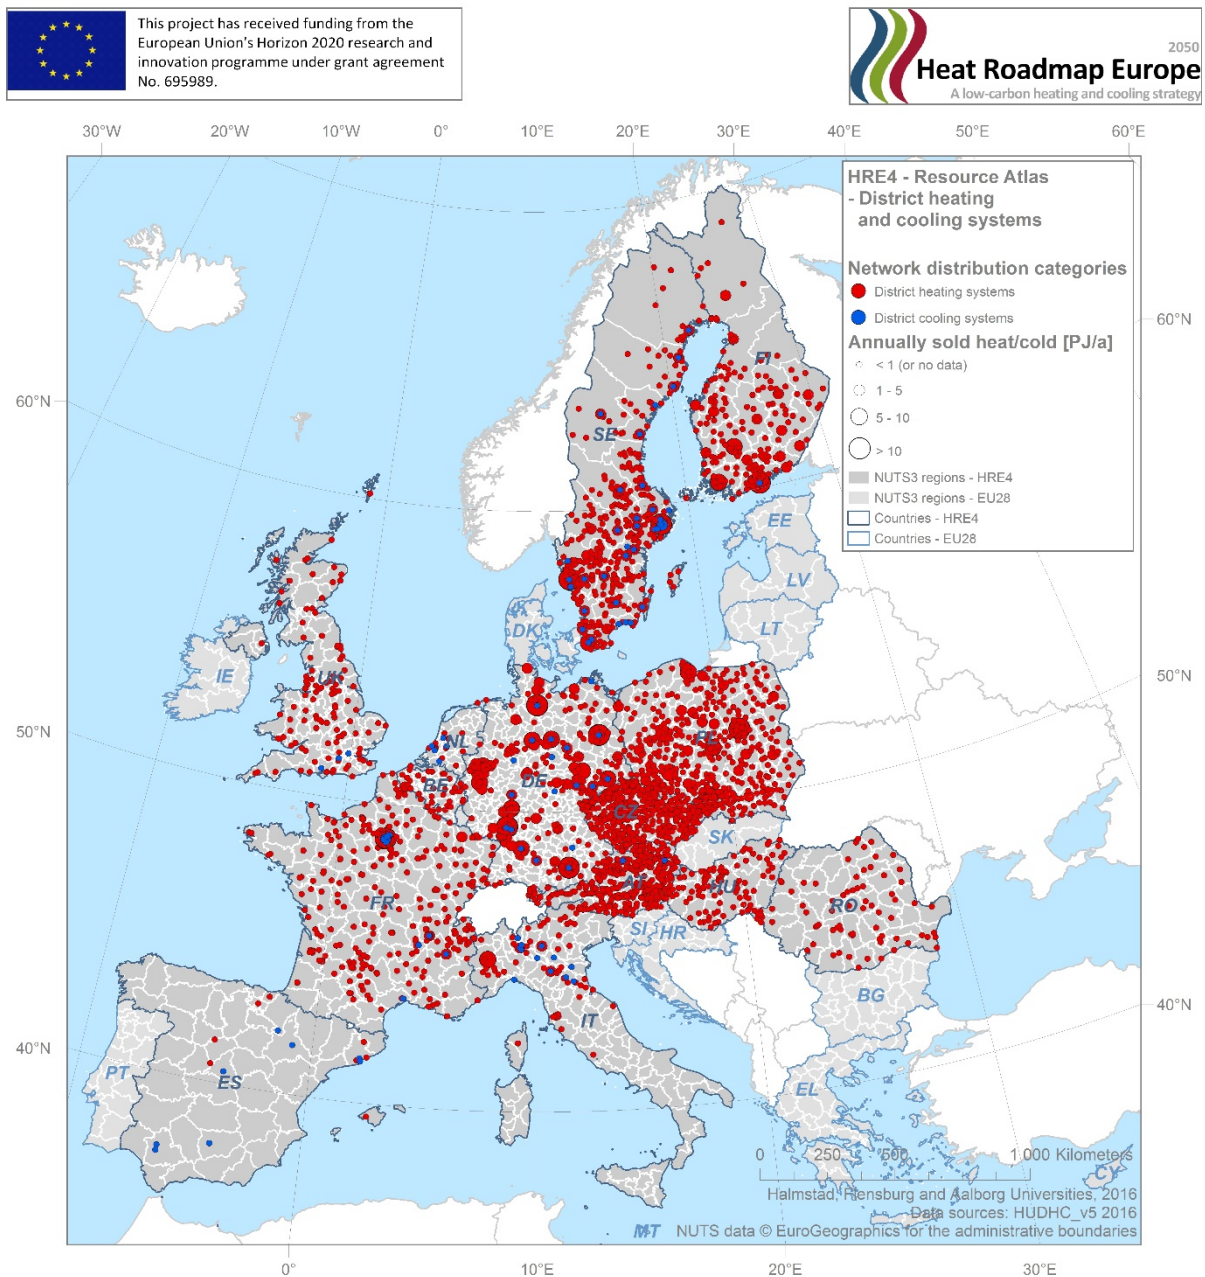 This project has received funding from the
European Union's Horizon 2020 research and
innovation programme under grant agreement
No. 695989.
2050
Heat Roadmap Europe
A low-carbon heating and cooling strategy
30°W 20°W 10°W 0° 10°E 20°E 30°E 40°E 50°E 60°E
HRE4 - Resource Atlas
- District heating
and cooling systems
Network distribution categories
District heating systems
District cooling systems
Annually sold heat/cold [PJ/a]
< 1 (or no data)
1 - 5
5 - 10
> 10
NUTS3 regions - HRE4
NUTS3 regions - EU28
Countries - HRE4
Countries - EU28
60°N
60°N
FI
SE
EE
LV
LT
DK
IE
UK
50°N
50°N
NL
PL
BE
DE
CZ
SK
AT
HU
FR
RO
SI
HR
BG
IT
40°N
40°N
PT
ES
EL
CY
MT
0 250 500 1 000 Kilometers
Halmstad, Flensburg and Aalborg Universities, 2016
Data sources: HUDHC_v5 2016
NUTS data © EuroGeographics for the administrative boundaries
0° 10°E 20°E 30°E